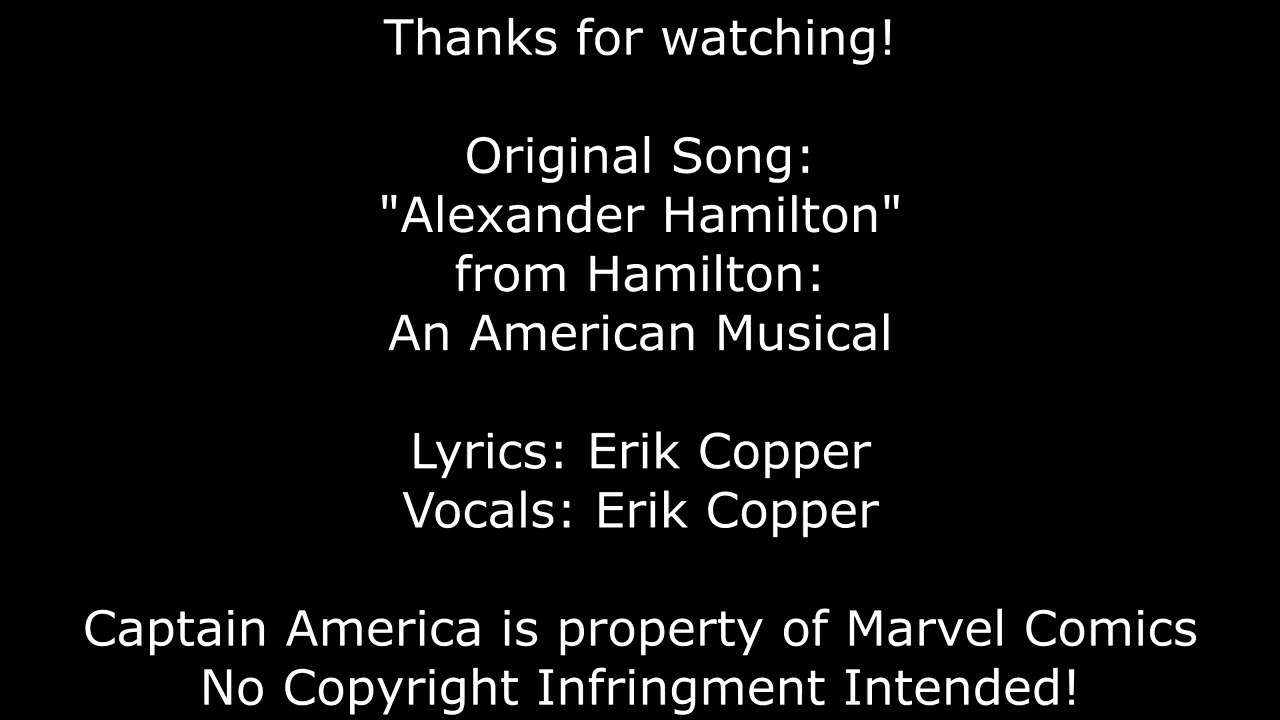 Thanks for watching!
Original Song:
"Alexander Hamilton"
from Hamilton:
An American Musical
Lyrics: Erik Copper
Vocals: Erik Copper
Captain America is property of Marvel Comics
No Copyright Infringment Intended!